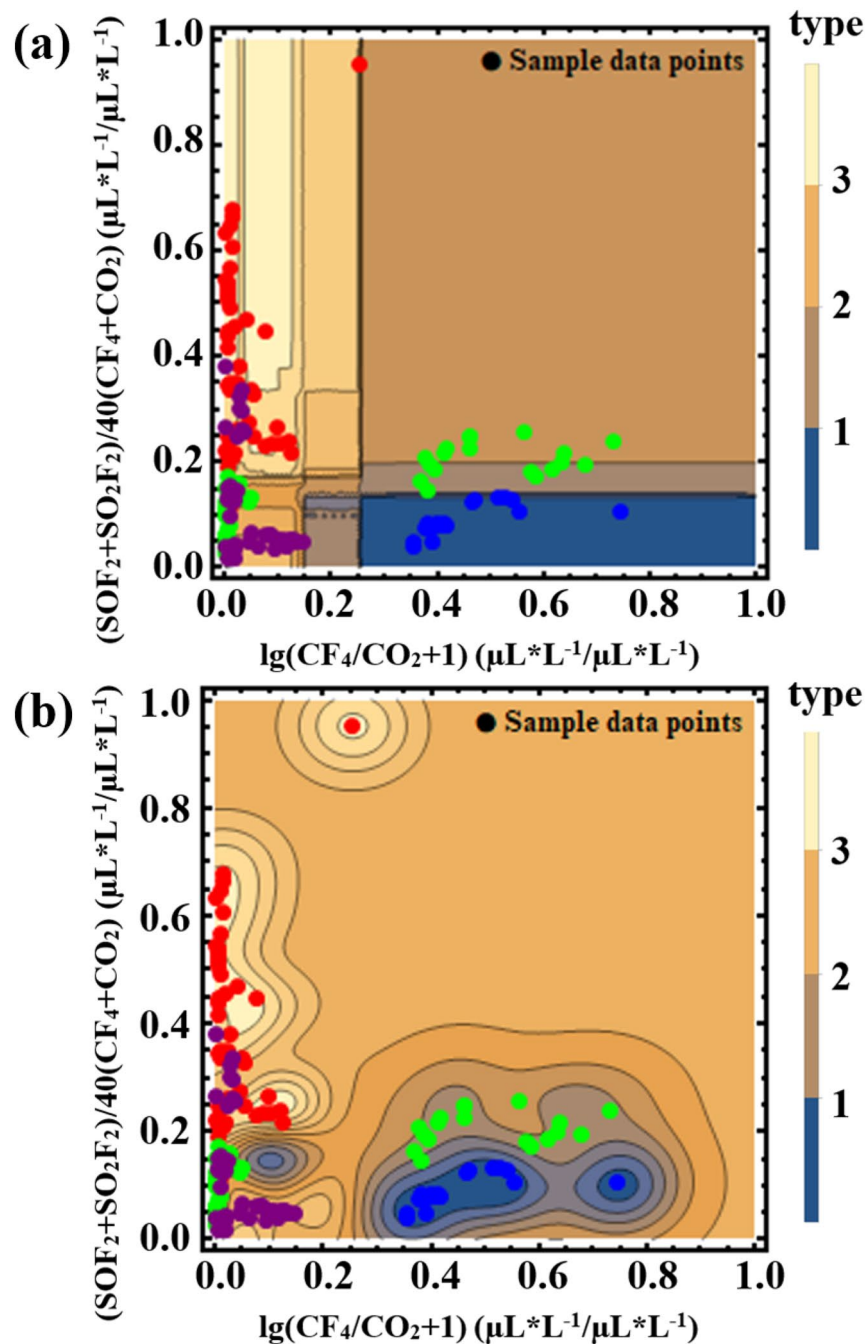 (a)
type
1.0
● Sample data points
0.8
3
0.6
2
0.4
1
0.2
0.0
(SOF₂+SO₂F₂)/40(CF₄+CO₂) (μL*L⁻¹/μL*L⁻¹)
0.0 0.2 0.4 0.6 0.8 1.0
lg(CF₄/CO₂+1) (μL*L⁻¹/μL*L⁻¹)
(b)
type
1.0
● Sample data points
0.8
3
0.6
2
0.4
1
0.2
0.0
(SOF₂+SO₂F₂)/40(CF₄+CO₂) (μL*L⁻¹/μL*L⁻¹)
0.0 0.2 0.4 0.6 0.8 1.0
lg(CF₄/CO₂+1) (μL*L⁻¹/μL*L⁻¹)